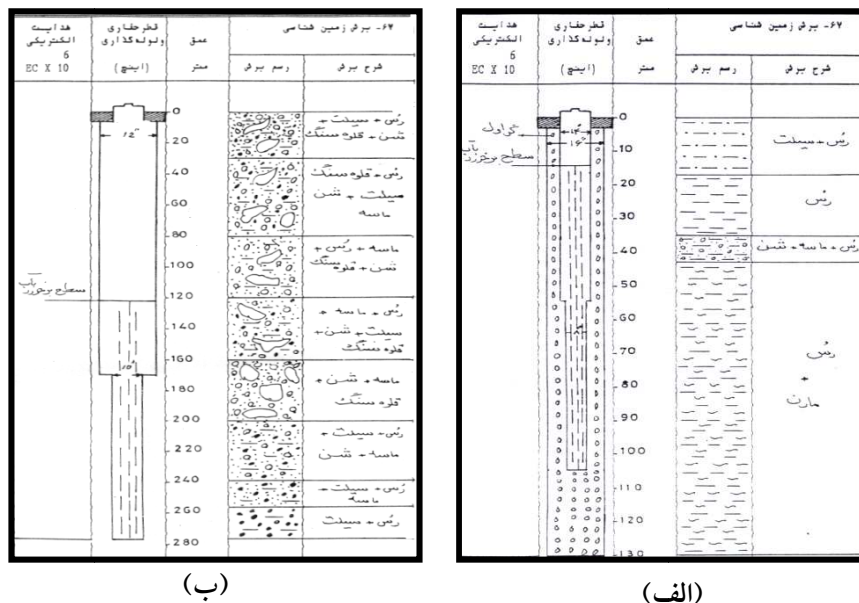 ۶۷- برش زمین شناسی
شرح برش
رسم برش
عمق
متر
قطر حفاری
ولوله گذاری
(اینچ)
هدایت
الکتریکی
6
EC X 10
0
10
20
30
40
50
60
70
80
90
100
110
120
130
گراول
سطح برخورد بآب
رس + سیلت
رس
رس + ماسه + شن
رس
+
مارن
(الف)
۶۷- برش زمین شناسی
شرح برش
رسم برش
عمق
متر
قطر حفاری
ولوله گذاری
(اینچ)
هدایت
الکتریکی
6
EC X 10
0
20
40
60
80
100
120
140
160
180
200
220
240
260
280
12"
10"
سطح برخورد بآب
رس + سیلت +
شن + قلوه سنگ
رس + قلوه سنگ
سیلت + شن +
ماسه
ماسه + رس +
شن + قلوه سنگ
رس + ماسه +
سیلت + شن +
قلوه سنگ
ماسه + شن +
قلوه سنگ
رس + سیلت +
ماسه + شن
رس + سیلت +
ماسه
رس + سیلت
(ب)